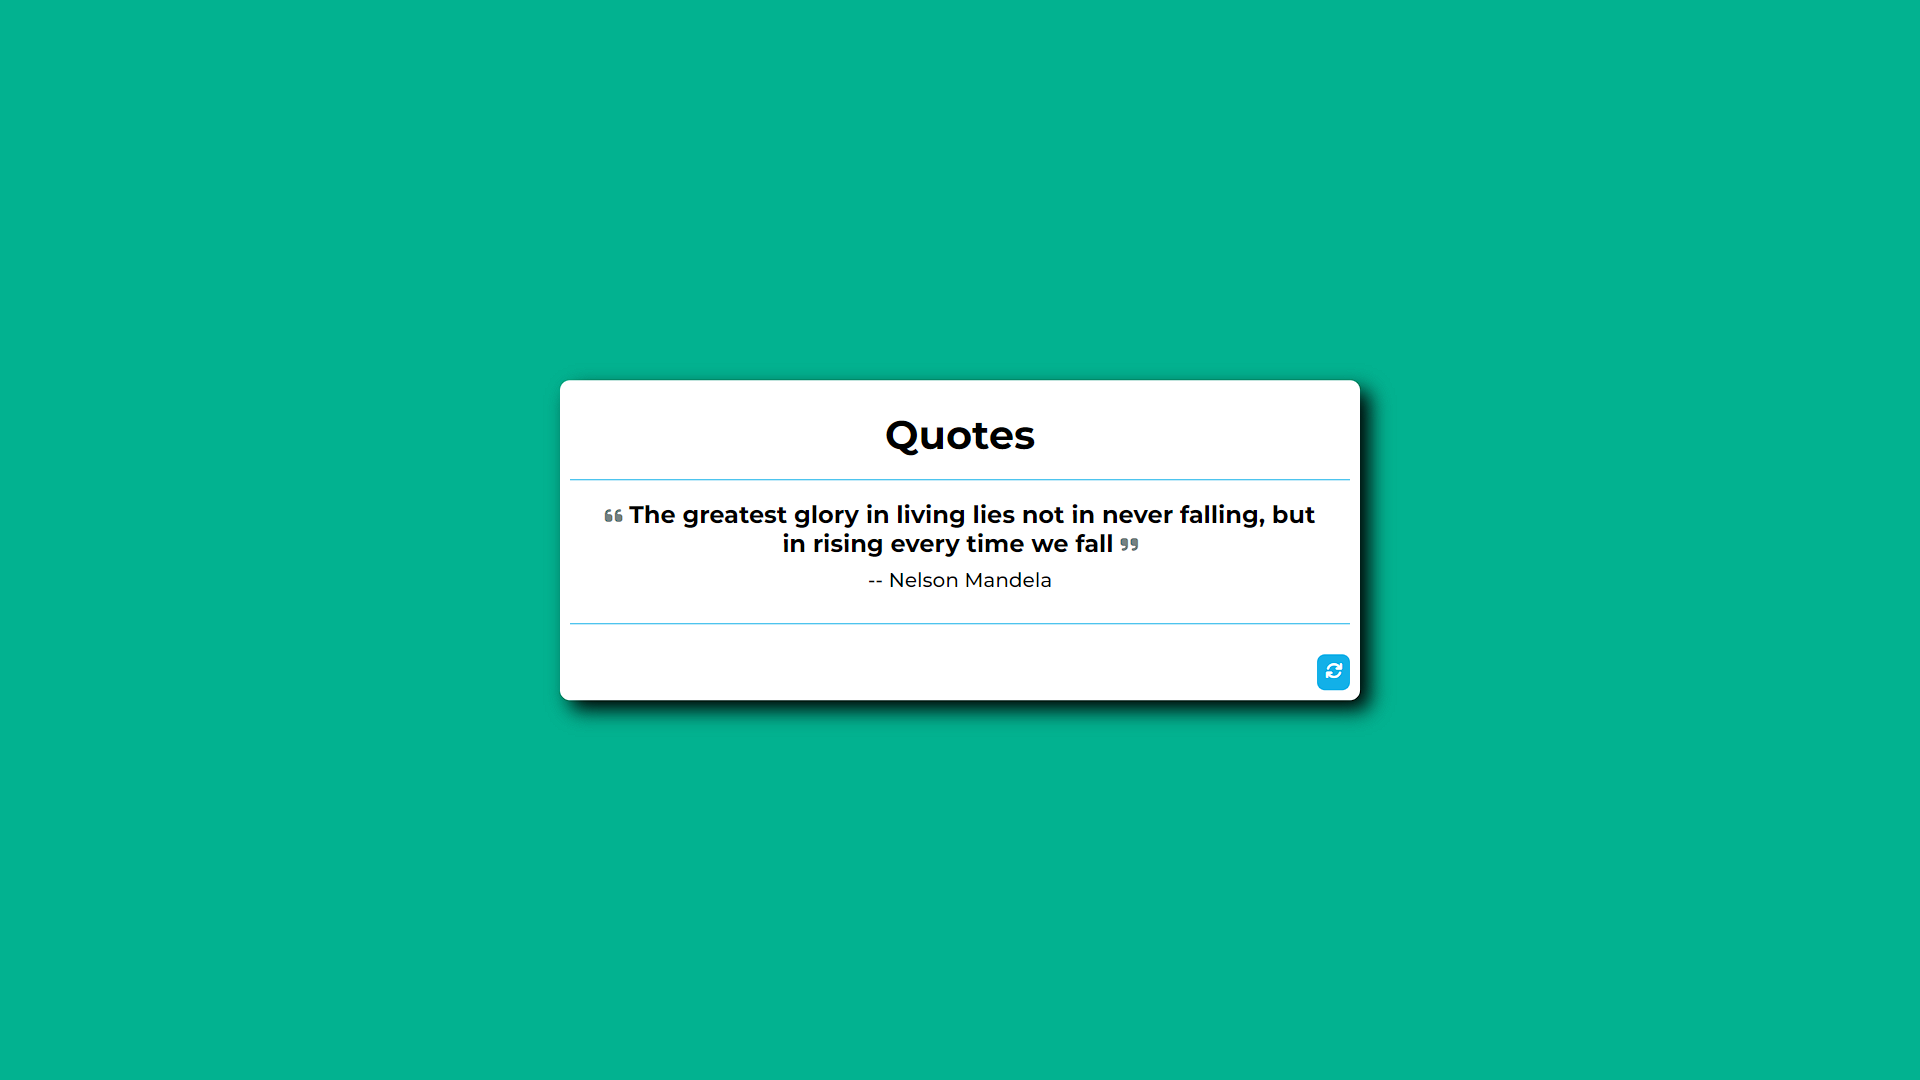 Quotes
❝ The greatest glory in living lies not in never falling, but
in rising every time we fall ❞
-- Nelson Mandela